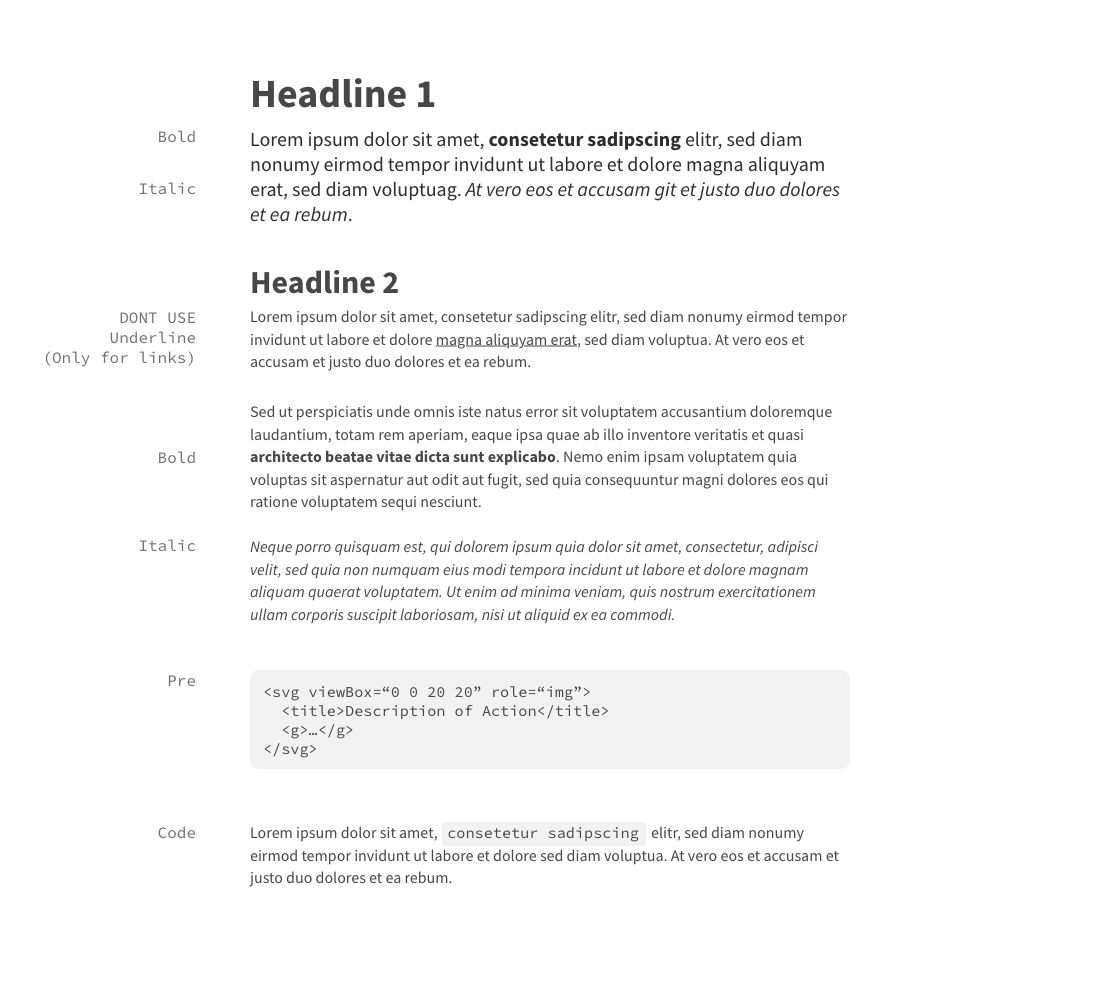 Headline 1
Bold
Lorem ipsum dolor sit amet, consetetur sadipscing elitr, sed diam
nonumy eirmod tempor invidunt ut labore et dolore magna aliquyam
Italic
erat, sed diam voluptuag. At vero eos et accusam git et justo duo dolores
et ea rebum.
Headline 2
DONT USE
Underline
(Only for links)
Lorem ipsum dolor sit amet, consetetur sadipscing elitr, sed diam nonumy eirmod tempor
invidunt ut labore et dolore magna aliquyam erat, sed diam voluptua. At vero eos et
accusam et justo duo dolores et ea rebum.
Sed ut perspiciatis unde omnis iste natus error sit voluptatem accusantium doloremque
laudantium, totam rem aperiam, eaque ipsa quae ab illo inventore veritatis et quasi
Bold
architecto beatae vitae dicta sunt explicabo. Nemo enim ipsam voluptatem quia
voluptas sit aspernatur aut odit aut fugit, sed quia consequuntur magni dolores eos qui
ratione voluptatem sequi nesciunt.
Italic
Neque porro quisquam est, qui dolorem ipsum quia dolor sit amet, consectetur, adipisci
velit, sed quia non numquam eius modi tempora incidunt ut labore et dolore magnam
aliquam quaerat voluptatem. Ut enim ad minima veniam, quis nostrum exercitationem
ullam corporis suscipit laboriosam, nisi ut aliquid ex ea commodi.
Pre
<svg viewBox=“0 0 20 20” role=“img”>
  <title>Description of Action</title>
  <g>…</g>
</svg>
Code
Lorem ipsum dolor sit amet, consetetur sadipscing elitr, sed diam nonumy
eirmod tempor invidunt ut labore et dolore sed diam voluptua. At vero eos et accusam et
justo duo dolores et ea rebum.